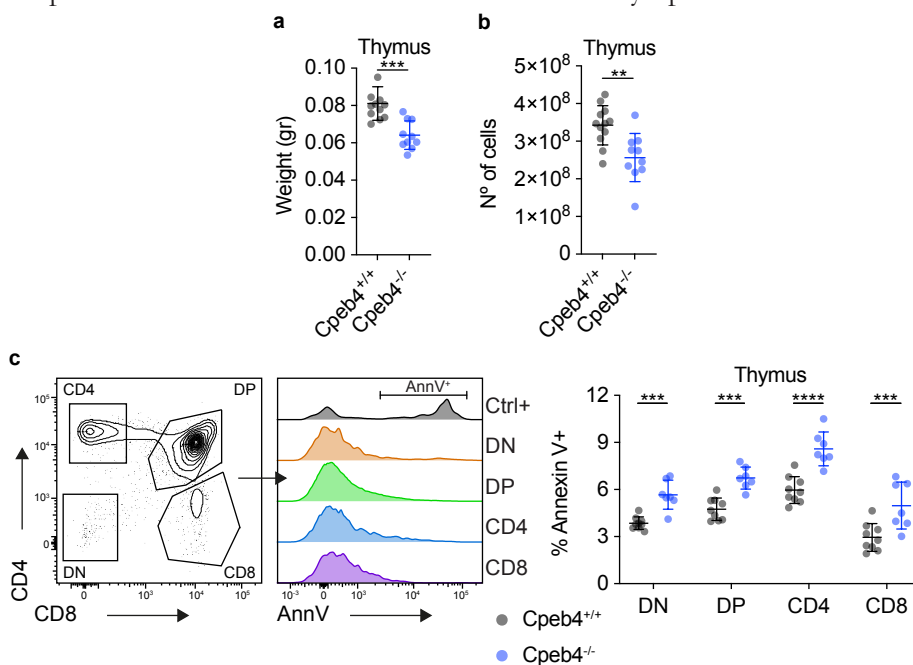 a
Thymus
***
0.10
0.08
0.06
0.04
0.02
0.00
Weight (gr)
Cpeb4+/+
Cpeb4-/-
b
Thymus
**
5×10⁸
4×10⁸
3×10⁸
2×10⁸
1×10⁸
0
Nº of cells
Cpeb4+/+
Cpeb4-/-
c
CD4
DP
DN
CD8
10⁵
10⁴
10³
0
CD4
0
10³
10⁴
10⁵
CD8
AnnV⁺
Ctrl+
DN
DP
CD4
CD8
-10⁻³
0
10³
10⁴
10⁵
AnnV
Thymus
*** *** **** ***
12
9
6
3
0
% Annexin V+
DN DP CD4 CD8
Cpeb4+/+
Cpeb4-/-